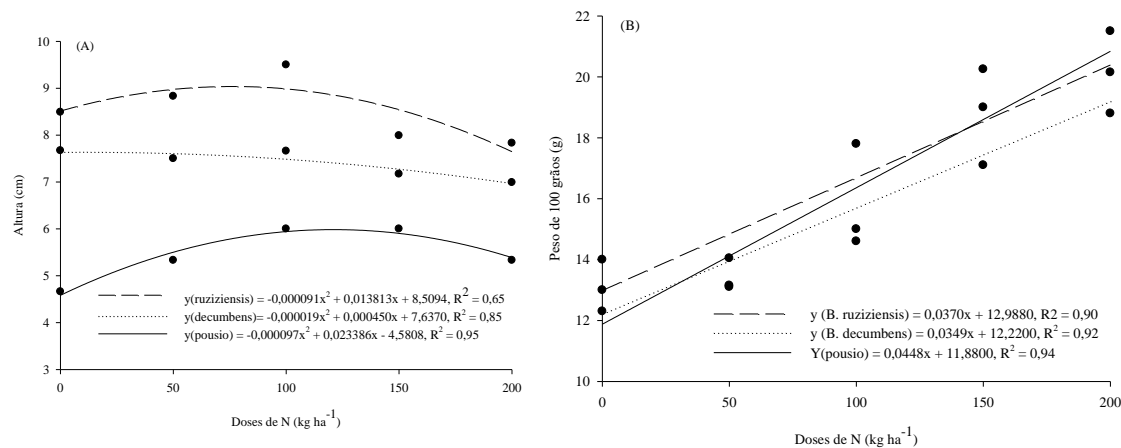 (A)
10
9
8
7
6
5
4
3
Altura (cm)
y(ruziziensis) = -0,000091x² + 0,013813x + 8,5094, R² = 0,65
y(decumbens)= -0,000019x² + 0,000450x + 7,6370, R² = 0,85
y(pousio) = -0,000097x² + 0,023386x - 4,5808, R² = 0,95
0 50 100 150 200
Doses de N (kg ha⁻¹)
(B)
22
20
18
16
14
12
10
Peso de 100 grãos (g)
y (B. ruziziensis) = 0,0370x + 12,9880, R2 = 0,90
y (B. decumbens) = 0,0349x + 12,2200, R² = 0,92
Y(pousio) = 0,0448x + 11,8800, R² = 0,94
0 50 100 150 200
Doses de N (kg ha⁻¹)